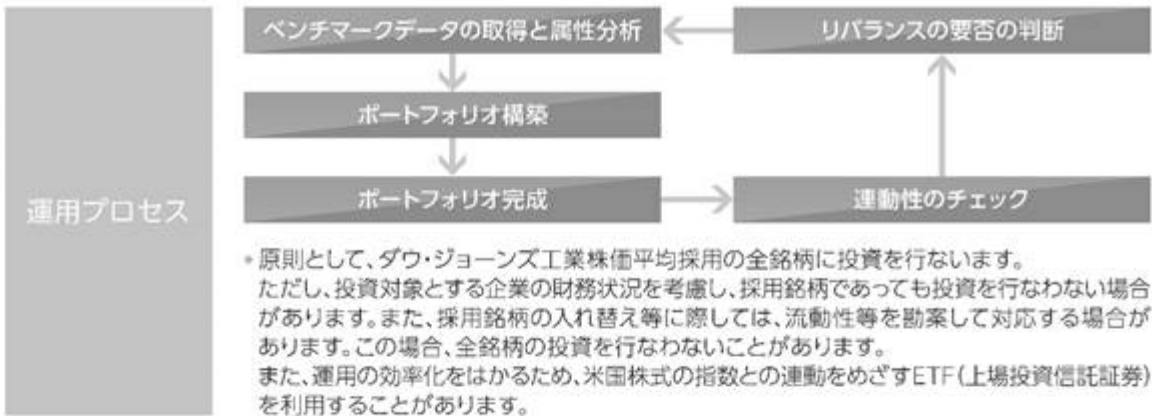 運用プロセス
ベンチマークデータの取得と属性分析
リバランスの要否の判断
ポートフォリオ構築
ポートフォリオ完成
連動性のチェック
*原則として、ダウ・ジョーンズ工業株価平均採用の全銘柄に投資を行ないます。
ただし、投資対象とする企業の財務状況を考慮し、採用銘柄であっても投資を行なわない場合
があります。また、採用銘柄の入れ替え等に際しては、流動性等を勘案して対応する場合が
あります。この場合、全銘柄の投資を行なわないことがあります。
また、運用の効率化をはかるため、米国株式の指数との連動をめざすETF(上場投資信託証券)
を利用することがあります。